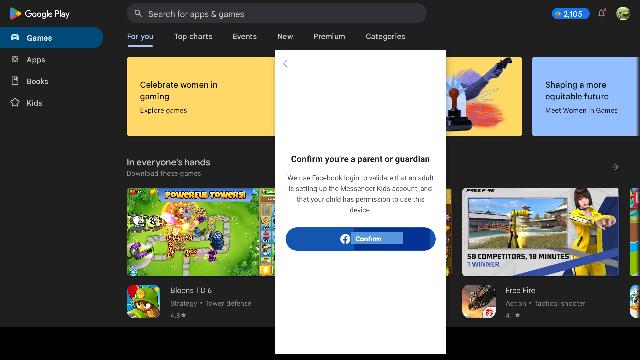 Google Play
Search for apps & games
2,105
Games
Apps
Books
Kids
For you
Top charts
Events
New
Premium
Categories
Celebrate women in
gaming
Explore games
Shaping a more
equitable future
Meet Women in Games
In everyone's hands
Download these games
POWERFUL TOWERS!
Bloons TD 6
Strategy • Tower defense
4.8★
Confirm you're a parent or guardian
We use Facebook login to validate that an adult
is setting up the Messenger Kids account, and
that your child has permission to use this
device.
Confirm
FREE FIRE
50 COMPETITORS, 10 MINUTES
1 WINNER
Free Fire
Action • Tactical shooter
4.1★